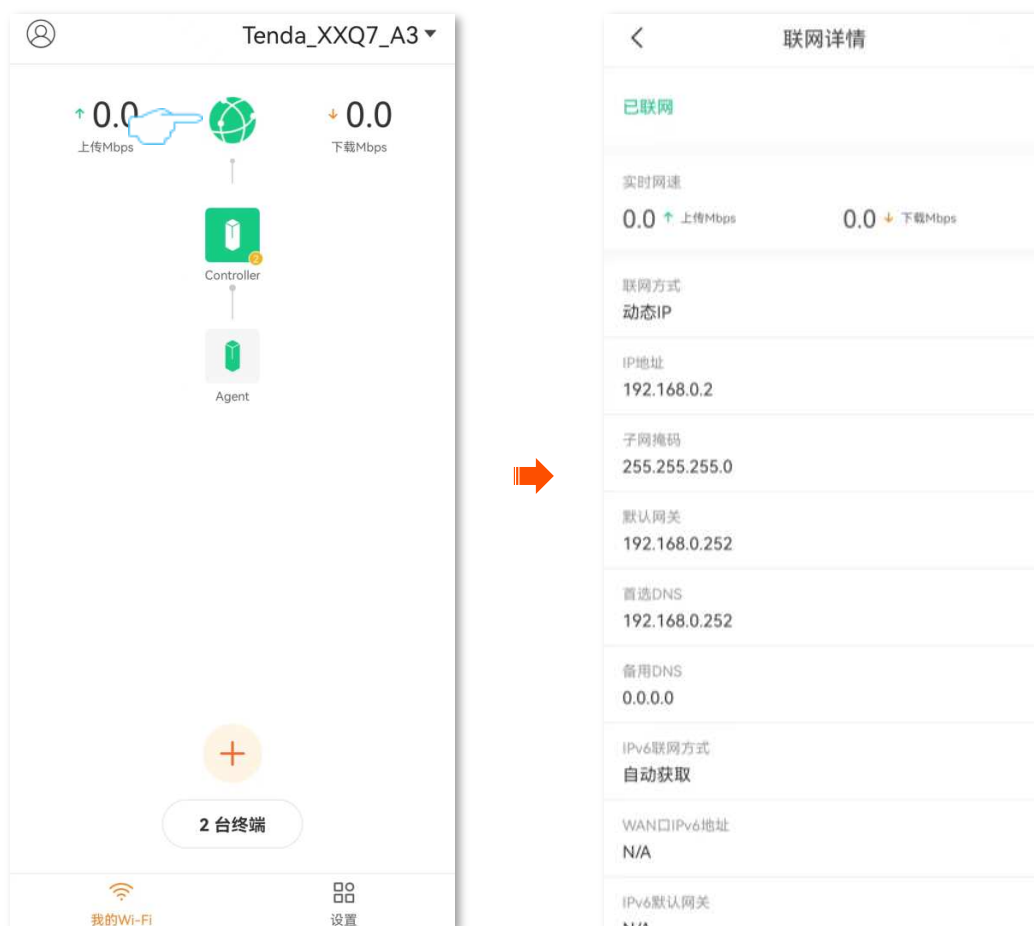 Tenda_XXQ7_A3
0.0
上传Mbps
0.0
下载Mbps
2
Controller
Agent
2 台终端
我的Wi-Fi
设置
联网详情
已联网
实时网速
0.0 上传Mbps
0.0 下载Mbps
联网方式
动态IP
IP地址
192.168.0.2
子网掩码
255.255.255.0
默认网关
192.168.0.252
首选DNS
192.168.0.252
备用DNS
0.0.0.0
IPv6联网方式
自动获取
WAN口IPv6地址
N/A
IPv6默认网关